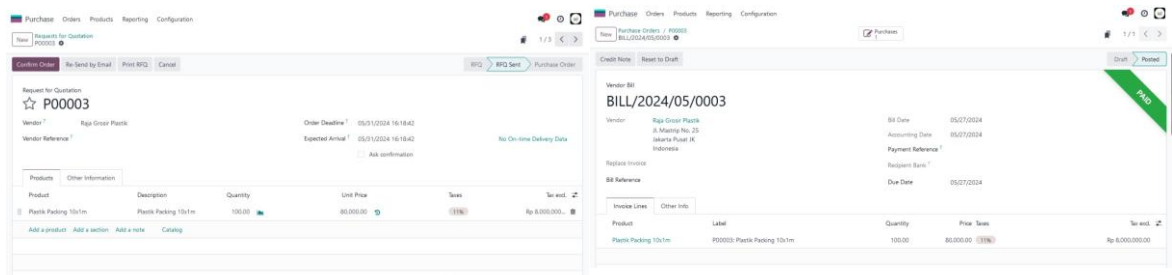 Purchase Orders Products Reporting Configuration
New Requests for Quotation
P00003
1/3
Confirm Order Re-Send by Email Print RFQ Cancel
RFQ RFQ Sent Purchase Order
Request for Quotation
P00003
Vendor ? Raja Grosir Plastik
Order Deadline ? 05/31/2024 16:18:42
Vendor Reference ?
Expected Arrival ? 05/31/2024 16:18:42
No On-time Delivery Data
Ask confirmation
Products Other Information
Product Description Quantity Unit Price Taxes Tax excl.
Plastik Packing 10x1m Plastik Packing 10x1m 100.00 80.000.00 11% Rp 8.000.000...
Add a product Add a section Add a note Catalog
Purchase Orders Products Reporting Configuration
New Purchase Orders / P00003
BILL/2024/05/0003
Purchases
1
1/1
Credit Note Reset to Draft
Draft Posted
PAID
Vendor Bill
BILL/2024/05/0003
Vendor Raja Grosir Plastik
Jl. Mastrip No. 25
Jakarta Pusat JK
Indonesia
Bill Date 05/27/2024
Accounting Date 05/27/2024
Payment Reference ?
Replace Invoice
Recipient Bank ?
Bill Reference
Due Date 05/27/2024
Invoice Lines Other Info
Product Label Quantity Price Taxes Tax excl.
Plastik Packing 10x1m P00003: Plastik Packing 10x1m 100.00 80.000.00 11% Rp 8.000.000.00